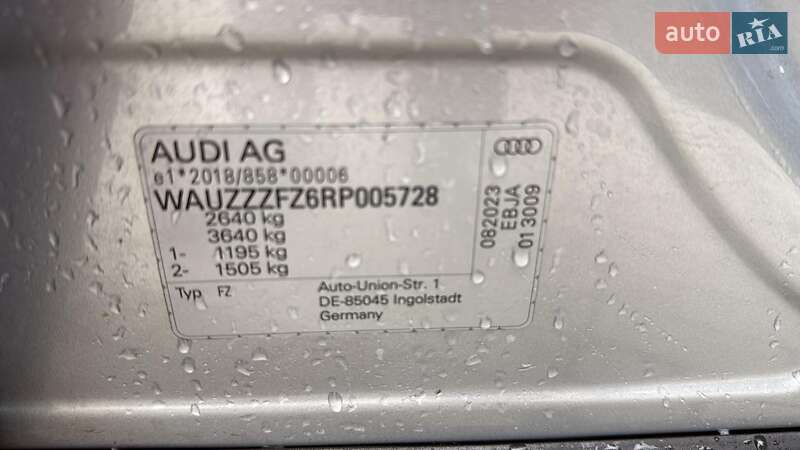 auto RIA.com
AUDI AG
e1*2018/858*00006
WAUZZZFZ6RP005728
2640 kg
3640 kg
1- 1195 kg
2- 1505 kg
Typ FZ
Auto-Union-Str. 1
DE-85045 Ingolstadt
Germany
082023
EBJA
013009